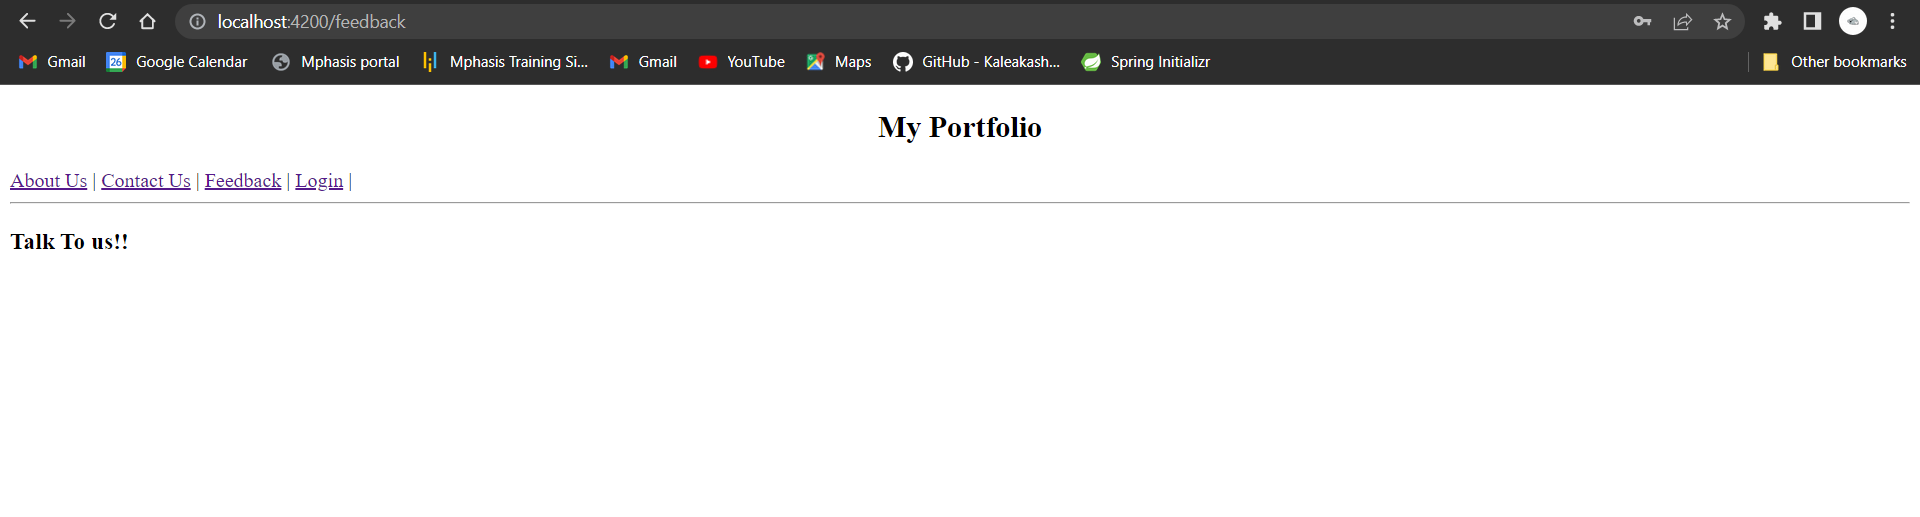 localhost:4200/feedback
Gmail 26 Google Calendar Mphasis portal Mphasis Training Si... Gmail YouTube Maps GitHub - Kaleakash... Spring Initializr Other bookmarks
My Portfolio
About Us | Contact Us | Feedback | Login |
Talk To us!!